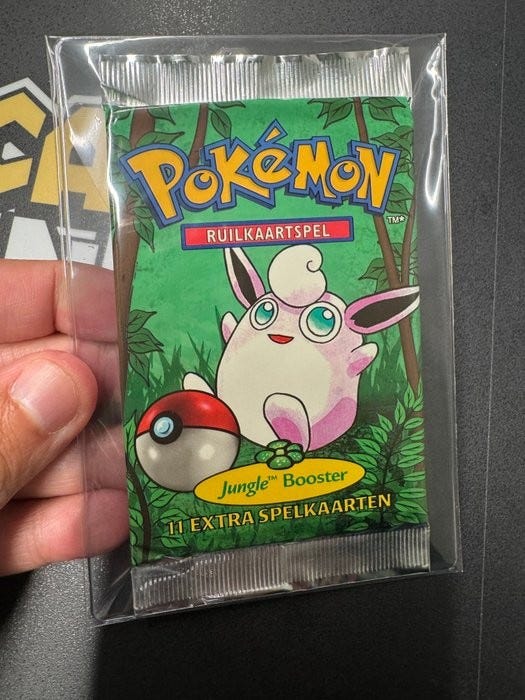 POKéMON
TM*
RUILKAARTSPEL
Jungle™ Booster
11 EXTRA SPELKAARTEN